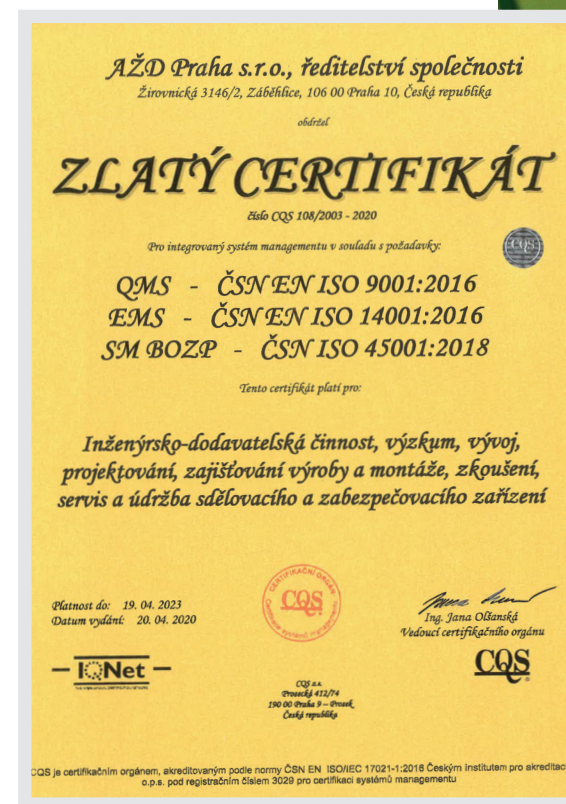 AŽD Praha s.r.o., ředitelství společnosti
Žirovnická 3146/2, Záběhlice, 106 00 Praha 10, Česká republika
obdržel
ZLATÝ CERTIFIKÁT
číslo CQS 108/2003 - 2020
Pro integrovaný systém managementu v souladu s požadavky:
CQS
QMS - ČSN EN ISO 9001:2016
EMS - ČSN EN ISO 14001:2016
SM BOZP - ČSN ISO 45001:2018
Tento certifikát platí pro:
Inženýrsko-dodavatelská činnost, výzkum, vývoj,
projektování, zajišťování výroby a montáže, zkoušení,
servis a údržba sdělovacího a zabezpečovacího zařízení
CERTIFIKAČNÍ ORGÁN
CQS
Platnost do: 19. 04. 2023
Datum vydání: 20. 04. 2020
Ing. Jana Olšanská
Vedoucí certifikačního orgánu
IQNet
CQS
CQS z.s.
Prosecká 412/74
190 00 Praha 9 – Prosek
Česká republika
CQS je certifikačním orgánem, akreditovaným podle normy ČSN EN ISO/IEC 17021-1:2016 Českým institutem pro akreditac
o.p.s. pod registračním číslem 3029 pro certifikaci systémů managementu